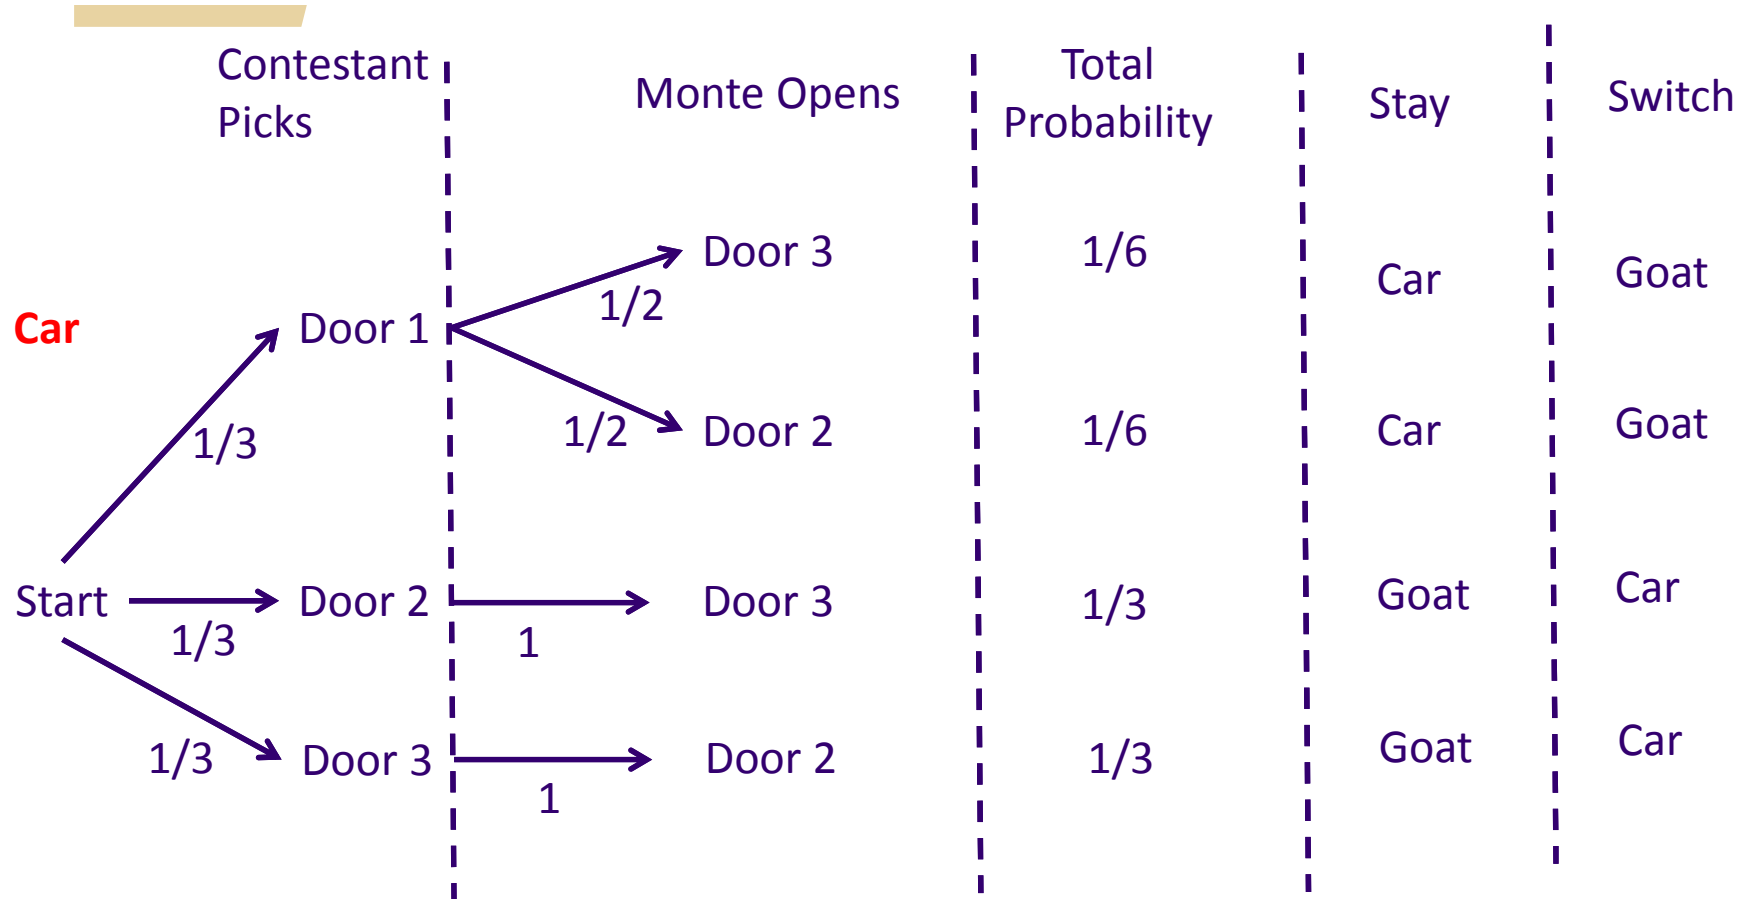 Contestant
Picks
Monte Opens
Total
Probability
Stay
Switch
Door 3
1/6
Car
Goat
1/2
Car
Door 1
1/3
1/2
Door 2
1/6
Car
Goat
Start
1/3
Door 2
1
Door 3
1/3
Goat
Car
1/3
Door 3
1
Door 2
1/3
Goat
Car